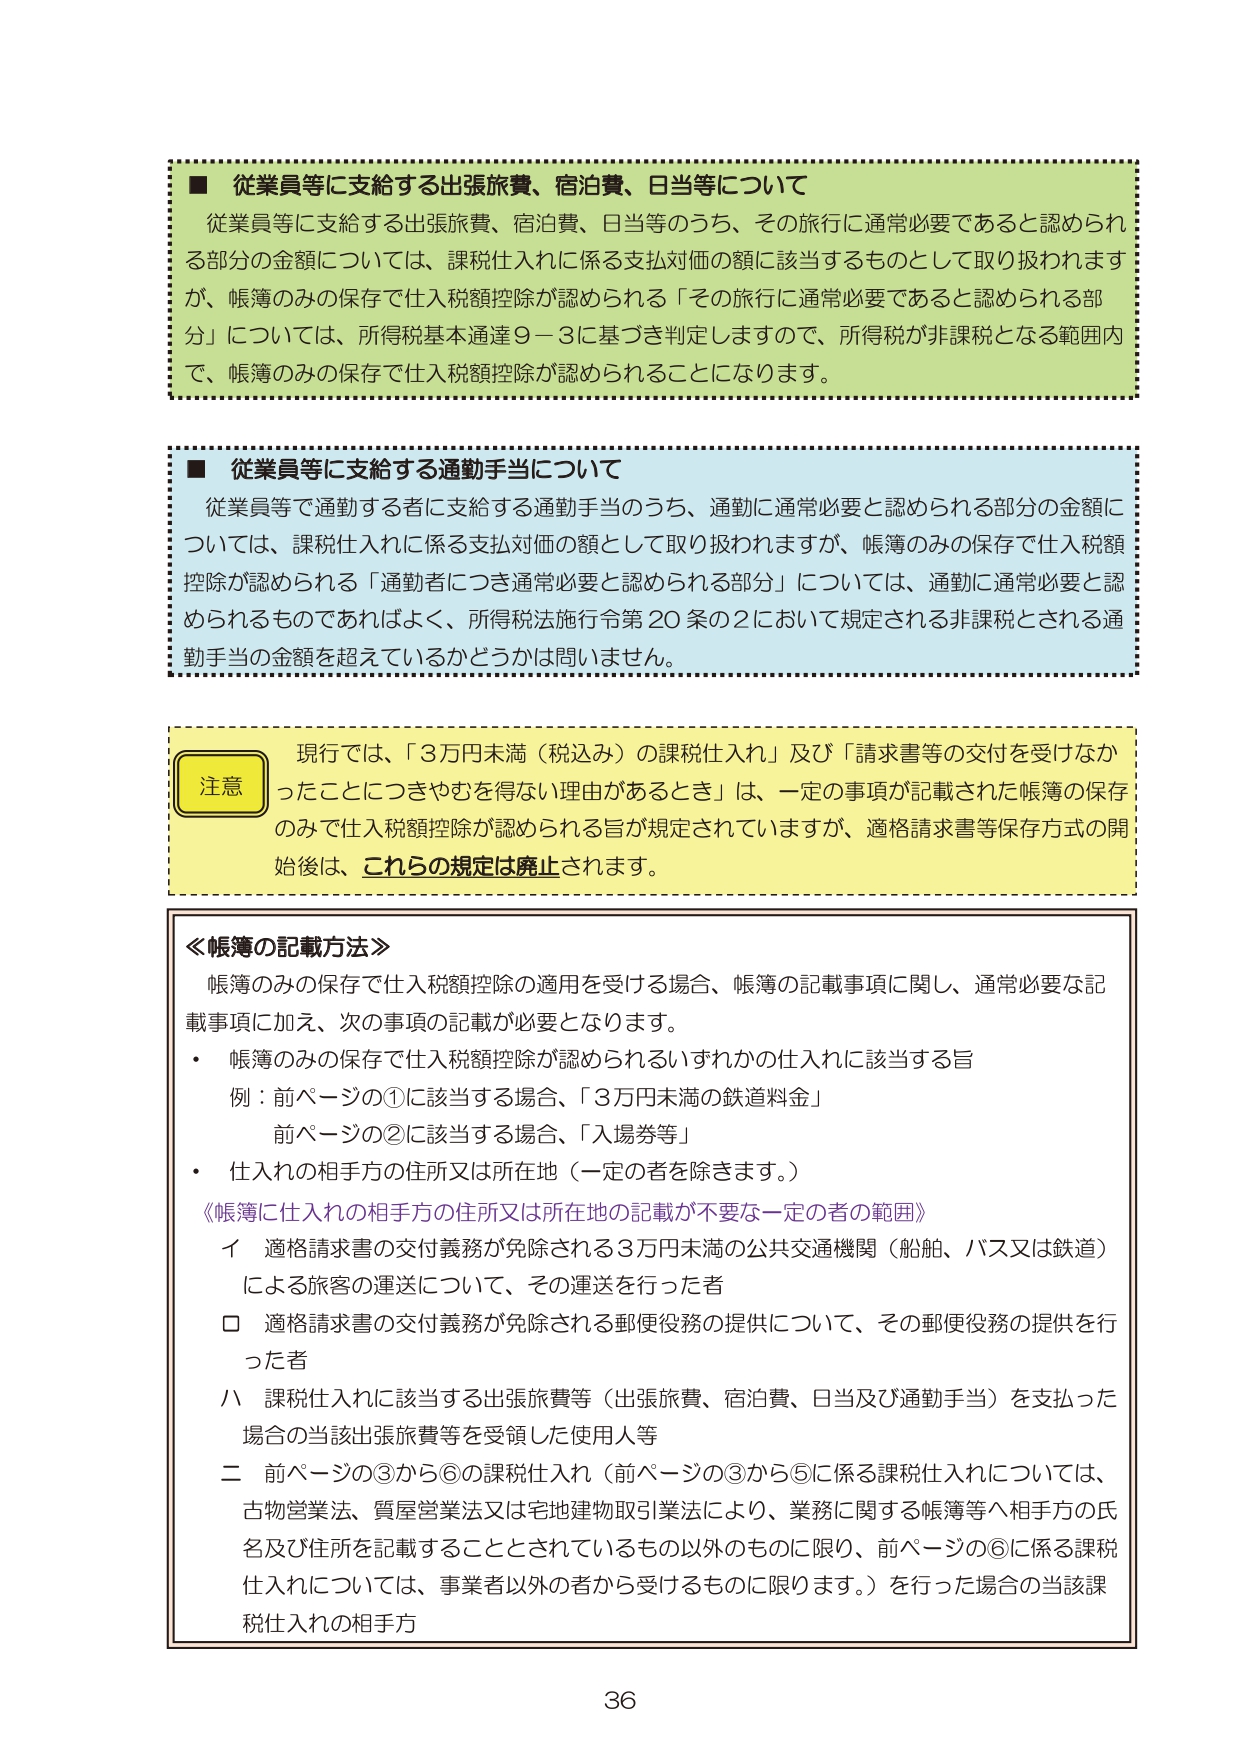 ■ 従業員等に支給する出張旅費、宿泊費、日当等について
従業員等に支給する出張旅費、宿泊費、日当等のうち、その旅行に通常必要であると認められ
る部分の金額については、課税仕入れに係る支払対価の額に該当するものとして取り扱われます
が、帳簿のみの保存で仕入税額控除が認められる「その旅行に通常必要であると認められる部
分」については、所得税基本通達９－３に基づき判定しますので、所得税が非課税となる範囲内
で、帳簿のみの保存で仕入税額控除が認められることになります。
■ 従業員等に支給する通勤手当について
従業員等で通勤する者に支給する通勤手当のうち、通勤に通常必要と認められる部分の金額に
ついては、課税仕入れに係る支払対価の額として取り扱われますが、帳簿のみの保存で仕入税額
控除が認められる「通勤者につき通常必要と認められる部分」については、通勤に通常必要と認
められるものであればよく、所得税法施行令第 20 条の２において規定される非課税とされる通
勤手当の金額を超えているかどうかは問いません。
注意
現行では、「３万円未満（税込み）の課税仕入れ」及び「請求書等の交付を受けなか
ったことにつきやむを得ない理由があるとき」は、一定の事項が記載された帳簿の保存
のみで仕入税額控除が認められる旨が規定されていますが、適格請求書等保存方式の開
始後は、これらの規定は廃止されます。
≪帳簿の記載方法≫
帳簿のみの保存で仕入税額控除の適用を受ける場合、帳簿の記載事項に関し、通常必要な記
載事項に加え、次の事項の記載が必要となります。
・ 帳簿のみの保存で仕入税額控除が認められるいずれかの仕入れに該当する旨
例：前ページの①に該当する場合、「３万円未満の鉄道料金」
前ページの②に該当する場合、「入場券等」
・ 仕入れの相手方の住所又は所在地（一定の者を除きます。）
《帳簿に仕入れの相手方の住所又は所在地の記載が不要な一定の者の範囲》
イ 適格請求書の交付義務が免除される３万円未満の公共交通機関（船舶、バス又は鉄道）
による旅客の運送について、その運送を行った者
ロ 適格請求書の交付義務が免除される郵便役務の提供について、その郵便役務の提供を行
った者
ハ 課税仕入れに該当する出張旅費等（出張旅費、宿泊費、日当及び通勤手当）を支払った
場合の当該出張旅費等を受領した使用人等
ニ 前ページの③から⑥の課税仕入れ（前ページの③から⑤に係る課税仕入れについては、
古物営業法、質屋営業法又は宅地建物取引業法により、業務に関する帳簿等へ相手方の氏
名及び住所を記載することとされているもの以外のものに限り、前ページの⑥に係る課税
仕入れについては、事業者以外の者から受けるものに限ります。）を行った場合の当該課
税仕入れの相手方
36